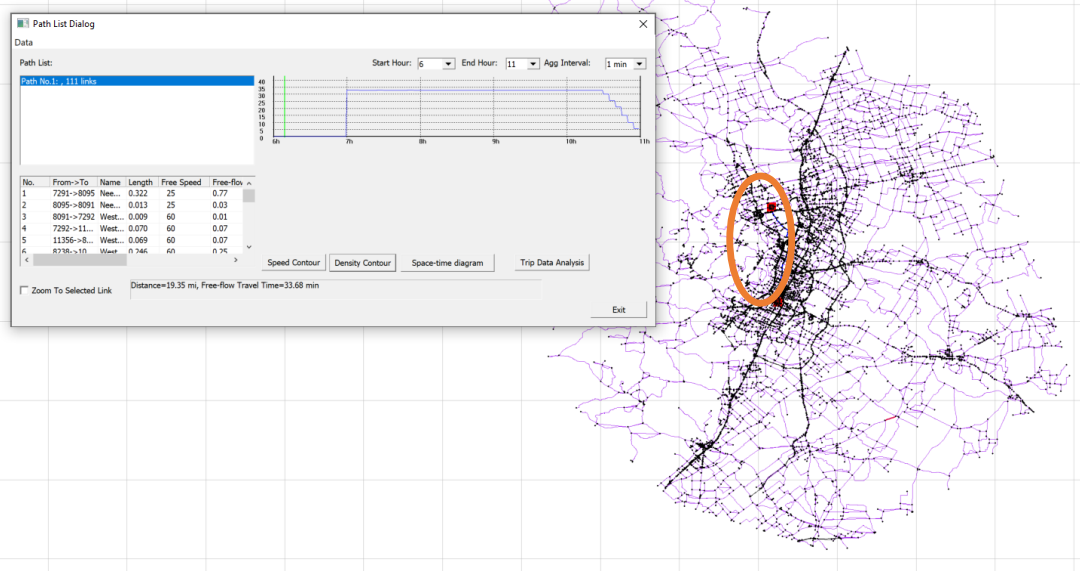 Path List Dialog
Data
Path List: Start Hour: 6 End Hour: 11 Agg Interval: 1 min
Path No.1: , 111 links
40
35
30
25
20
15
10
5
0
6h 7h 8h 9h 10h 11h
No. From->To Name Length Free Speed Free-flov
1 7291->8095 Nee... 0.322 25 0.77
2 8095->8091 Nee... 0.013 25 0.03
3 8091->7292 West... 0.009 60 0.01
4 7292->11... West... 0.070 60 0.07
5 11356->8... West... 0.069 60 0.07
6 8238->10 West 0.246 60 0.25
Speed Contour Density Contour Space-time diagram Trip Data Analysis
Zoom To Selected Link Distance=19.35 mi, Free-flow Travel Time=33.68 min
Exit